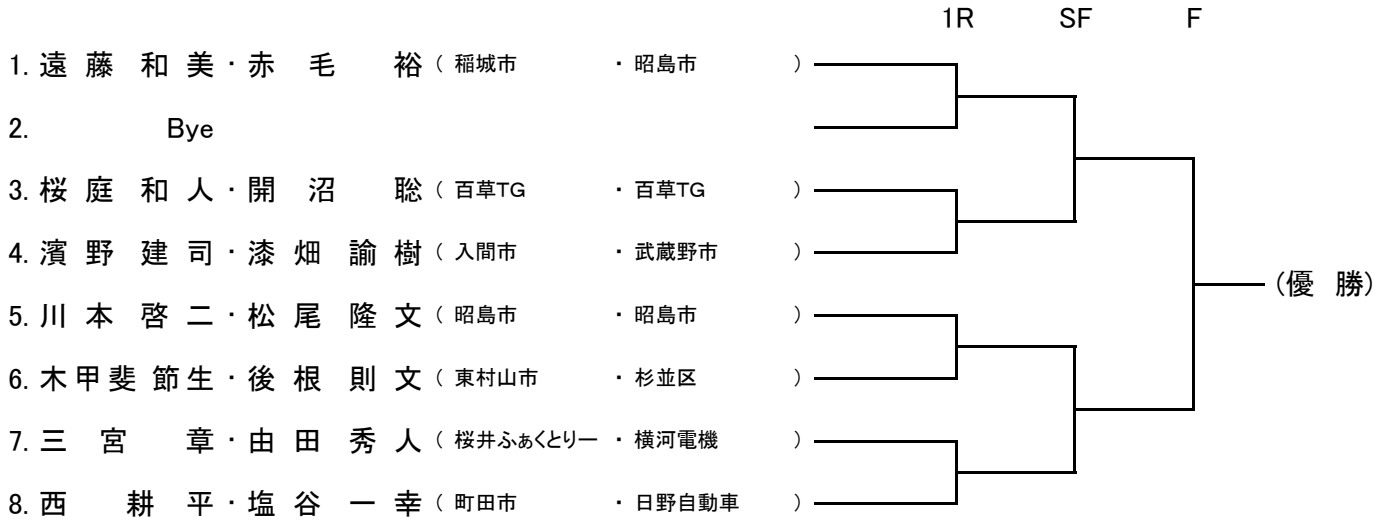 1R SF F
1. 遠藤 和美・赤毛 裕 ( 稲城市 ・ 昭島市 )
2. Bye
3. 桜庭 和人・開沼 聡 ( 百草TG ・ 百草TG )
4. 濱野 建司・漆畑 諭樹 ( 入間市 ・ 武蔵野市 )
(優 勝)
5. 川本 啓二・松尾 隆文 ( 昭島市 ・ 昭島市 )
6. 木甲斐 節生・後根 則文 ( 東村山市 ・ 杉並区 )
7. 三宮 章・由田 秀人 ( 桜井ふぁくとりー ・ 横河電機 )
8. 西 耕平・塩谷 一幸 ( 町田市 ・ 日野自動車 )